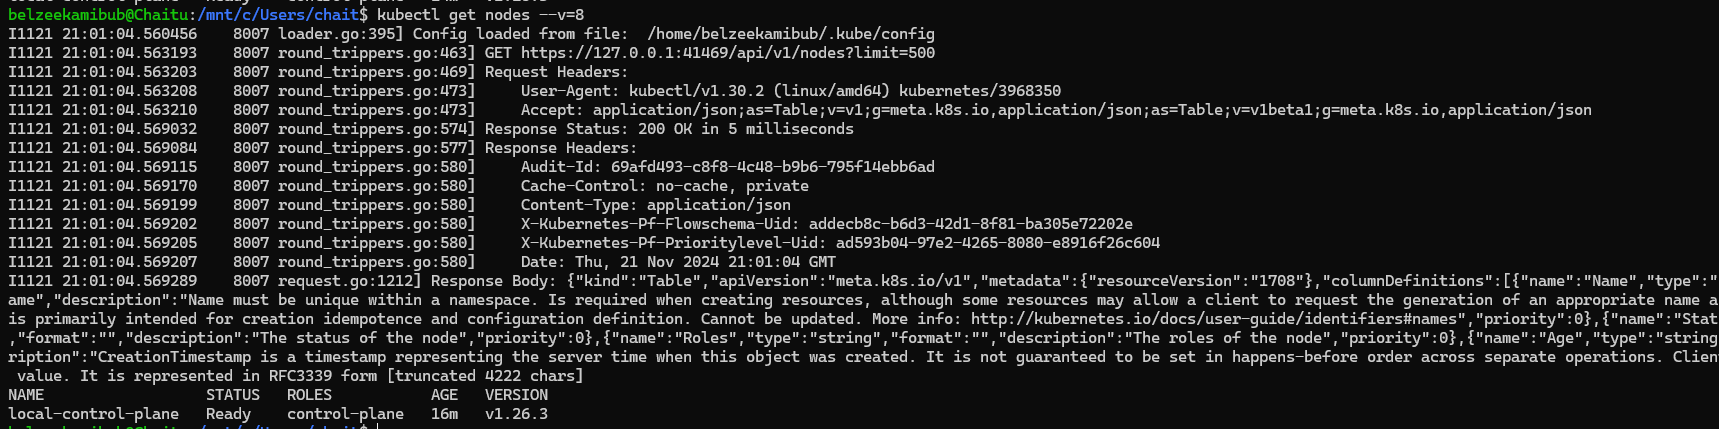 belzeekamibub@Chaitu:/mnt/c/Users/chait$ kubectl get nodes --v=8
I1121 21:01:04.560456    8007 loader.go:395] Config loaded from file:  /home/belzeekamibub/.kube/config
I1121 21:01:04.563193    8007 round_trippers.go:463] GET https://127.0.0.1:41469/api/v1/nodes?limit=500
I1121 21:01:04.563203    8007 round_trippers.go:469] Request Headers:
I1121 21:01:04.563208    8007 round_trippers.go:473]     User-Agent: kubectl/v1.30.2 (linux/amd64) kubernetes/3968350
I1121 21:01:04.563210    8007 round_trippers.go:473]     Accept: application/json;as=Table;v=v1;g=meta.k8s.io,application/json;as=Table;v=v1beta1;g=meta.k8s.io,application/json
I1121 21:01:04.569032    8007 round_trippers.go:574] Response Status: 200 OK in 5 milliseconds
I1121 21:01:04.569084    8007 round_trippers.go:577] Response Headers:
I1121 21:01:04.569115    8007 round_trippers.go:580]     Audit-Id: 69afd493-c8f8-4c48-b9b6-795f14ebb6ad
I1121 21:01:04.569170    8007 round_trippers.go:580]     Cache-Control: no-cache, private
I1121 21:01:04.569199    8007 round_trippers.go:580]     Content-Type: application/json
I1121 21:01:04.569202    8007 round_trippers.go:580]     X-Kubernetes-Pf-Flowschema-Uid: addecb8c-b6d3-42d1-8f81-ba305e72202e
I1121 21:01:04.569205    8007 round_trippers.go:580]     X-Kubernetes-Pf-Prioritylevel-Uid: ad593b04-97e2-4265-8080-e8916f26c604
I1121 21:01:04.569207    8007 round_trippers.go:580]     Date: Thu, 21 Nov 2024 21:01:04 GMT
I1121 21:01:04.569289    8007 request.go:1212] Response Body: {"kind":"Table","apiVersion":"meta.k8s.io/v1","metadata":{"resourceVersion":"1708"},"columnDefinitions":[{"name":"Name","type":"
ame","description":"Name must be unique within a namespace. Is required when creating resources, although some resources may allow a client to request the generation of an appropriate name a
is primarily intended for creation idempotence and configuration definition. Cannot be updated. More info: http://kubernetes.io/docs/user-guide/identifiers#names","priority":0},{"name":"Stat
,"format":"","description":"The status of the node","priority":0},{"name":"Roles","type":"string","format":"","description":"The roles of the node","priority":0},{"name":"Age","type":"string
ription":"CreationTimestamp is a timestamp representing the server time when this object was created. It is not guaranteed to be set in happens-before order across separate operations. Clien
 value. It is represented in RFC3339 form [truncated 4222 chars]
NAME                  STATUS   ROLES           AGE   VERSION
local-control-plane   Ready    control-plane   16m   v1.26.3